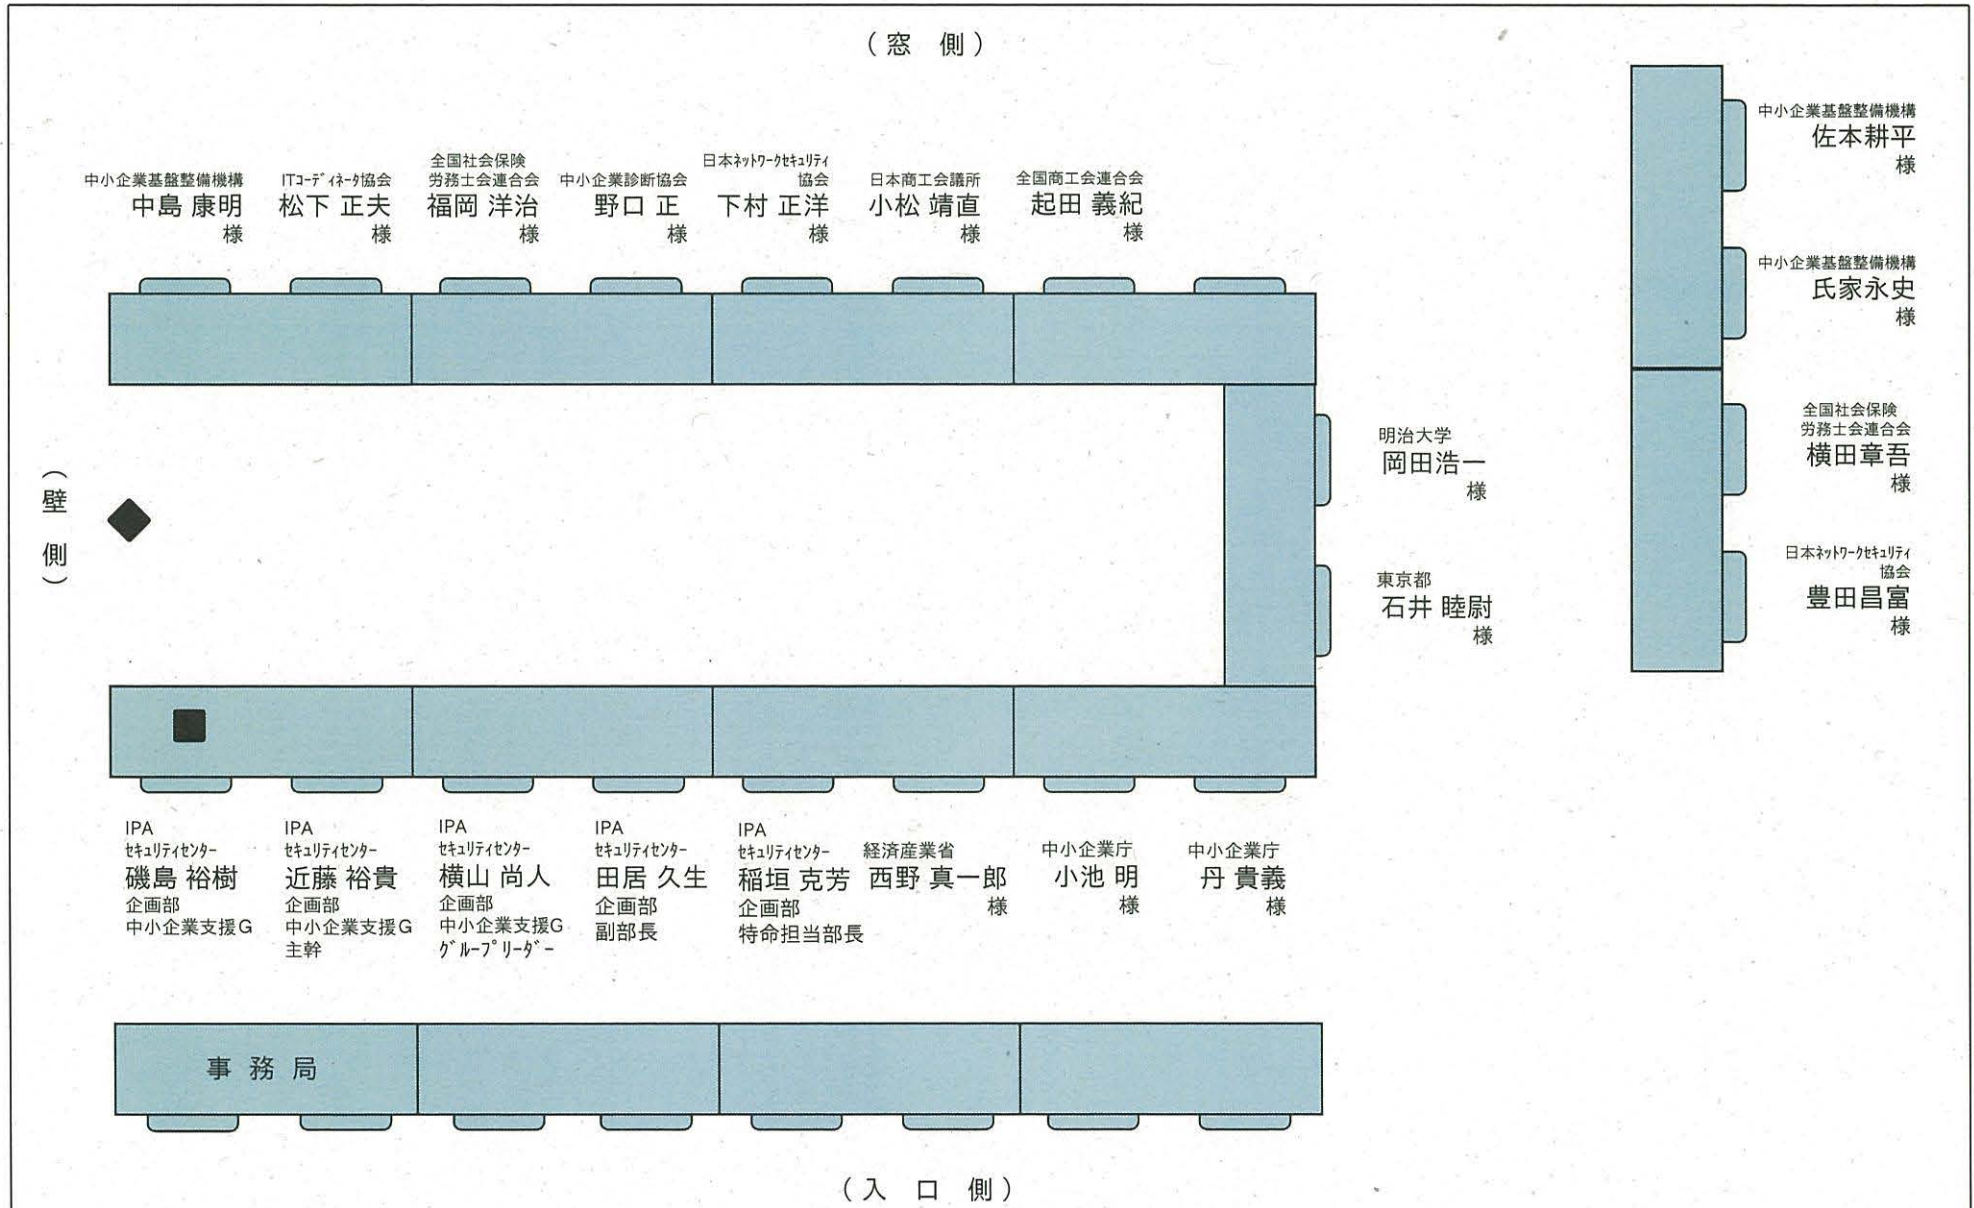 （窓　側）
中小企業基盤整備機構
中島 康明
様
ITｺｰﾃﾞｨﾈｰﾀ協会
松下 正夫
様
全国社会保険
労務士会連合会
福岡 洋治
様
中小企業診断協会
野口 正
様
日本ﾈｯﾄﾜｰｸｾｷｭﾘﾃｨ
協会
下村 正洋
様
日本商工会議所
小松 靖直
様
全国商工会連合会
起田 義紀
様
中小企業基盤整備機構
佐本耕平
様
中小企業基盤整備機構
氏家永史
様
全国社会保険
労務士会連合会
横田章吾
様
日本ﾈｯﾄﾜｰｸｾｷｭﾘﾃｨ
協会
豊田昌富
様
明治大学
岡田浩一
様
東京都
石井 睦尉
様
（壁　側）
IPA
ｾｷｭﾘﾃｨｾﾝﾀｰ
磯島 裕樹
企画部
中小企業支援G
IPA
ｾｷｭﾘﾃｨｾﾝﾀｰ
近藤 裕貴
企画部
中小企業支援G
主幹
IPA
ｾｷｭﾘﾃｨｾﾝﾀｰ
横山 尚人
企画部
中小企業支援G
ｸﾞﾙｰﾌﾟﾘｰﾀﾞｰ
IPA
ｾｷｭﾘﾃｨｾﾝﾀｰ
田居 久生
企画部
副部長
IPA
ｾｷｭﾘﾃｨｾﾝﾀｰ
稲垣 克芳
企画部
特命担当部長
経済産業省
西野 真一郎
様
中小企業庁
小池 明
様
中小企業庁
丹 貴義
様
事 務 局
（入　口　側）